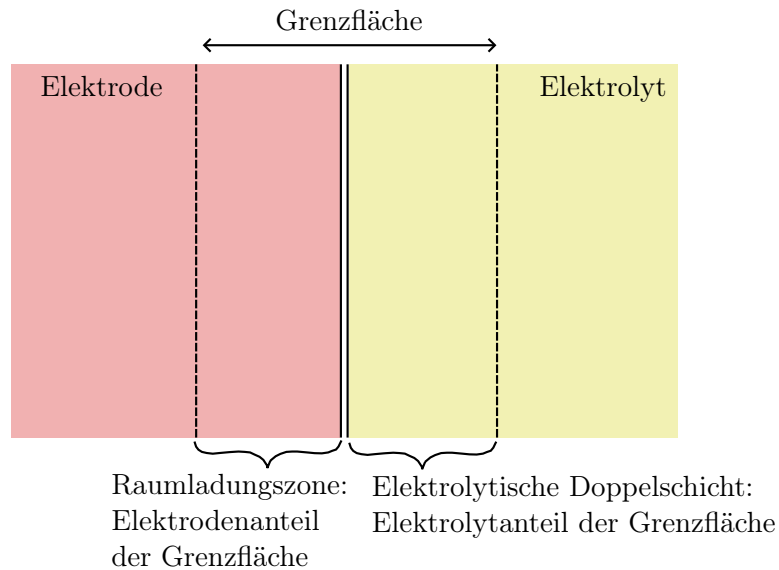 Grenzfläche
Elektrode
Elektrolyt
Raumladungszone:
Elektrodenanteil
der Grenzfläche
Elektrolytische Doppelschicht:
Elektrolytanteil der Grenzfläche